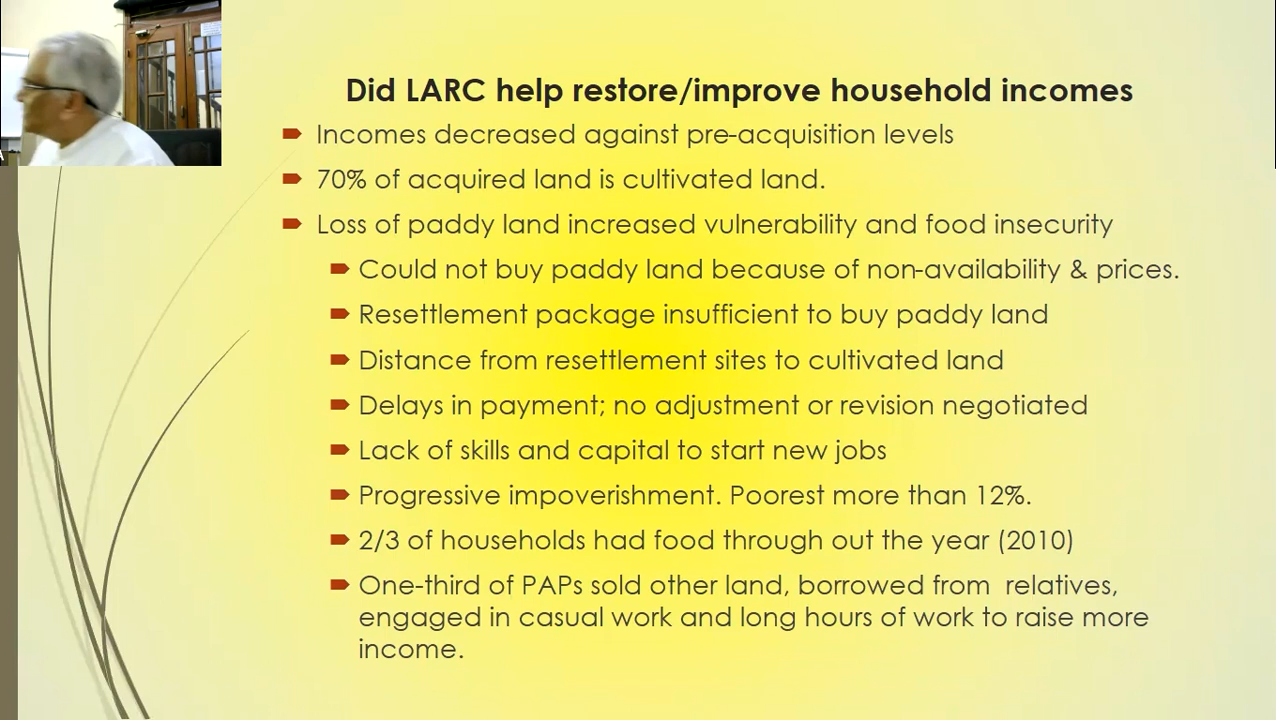 Did LARC help restore/improve household incomes
Incomes decreased against pre-acquisition levels
70% of acquired land is cultivated land.
Loss of paddy land increased vulnerability and food insecurity
Could not buy paddy land because of non-availability & prices.
Resettlement package insufficient to buy paddy land
Distance from resettlement sites to cultivated land
Delays in payment; no adjustment or revision negotiated
Lack of skills and capital to start new jobs
Progressive impoverishment. Poorest more than 12%.
2/3 of households had food through out the year (2010)
One-third of PAPs sold other land, borrowed from relatives,
engaged in casual work and long hours of work to raise more
income.